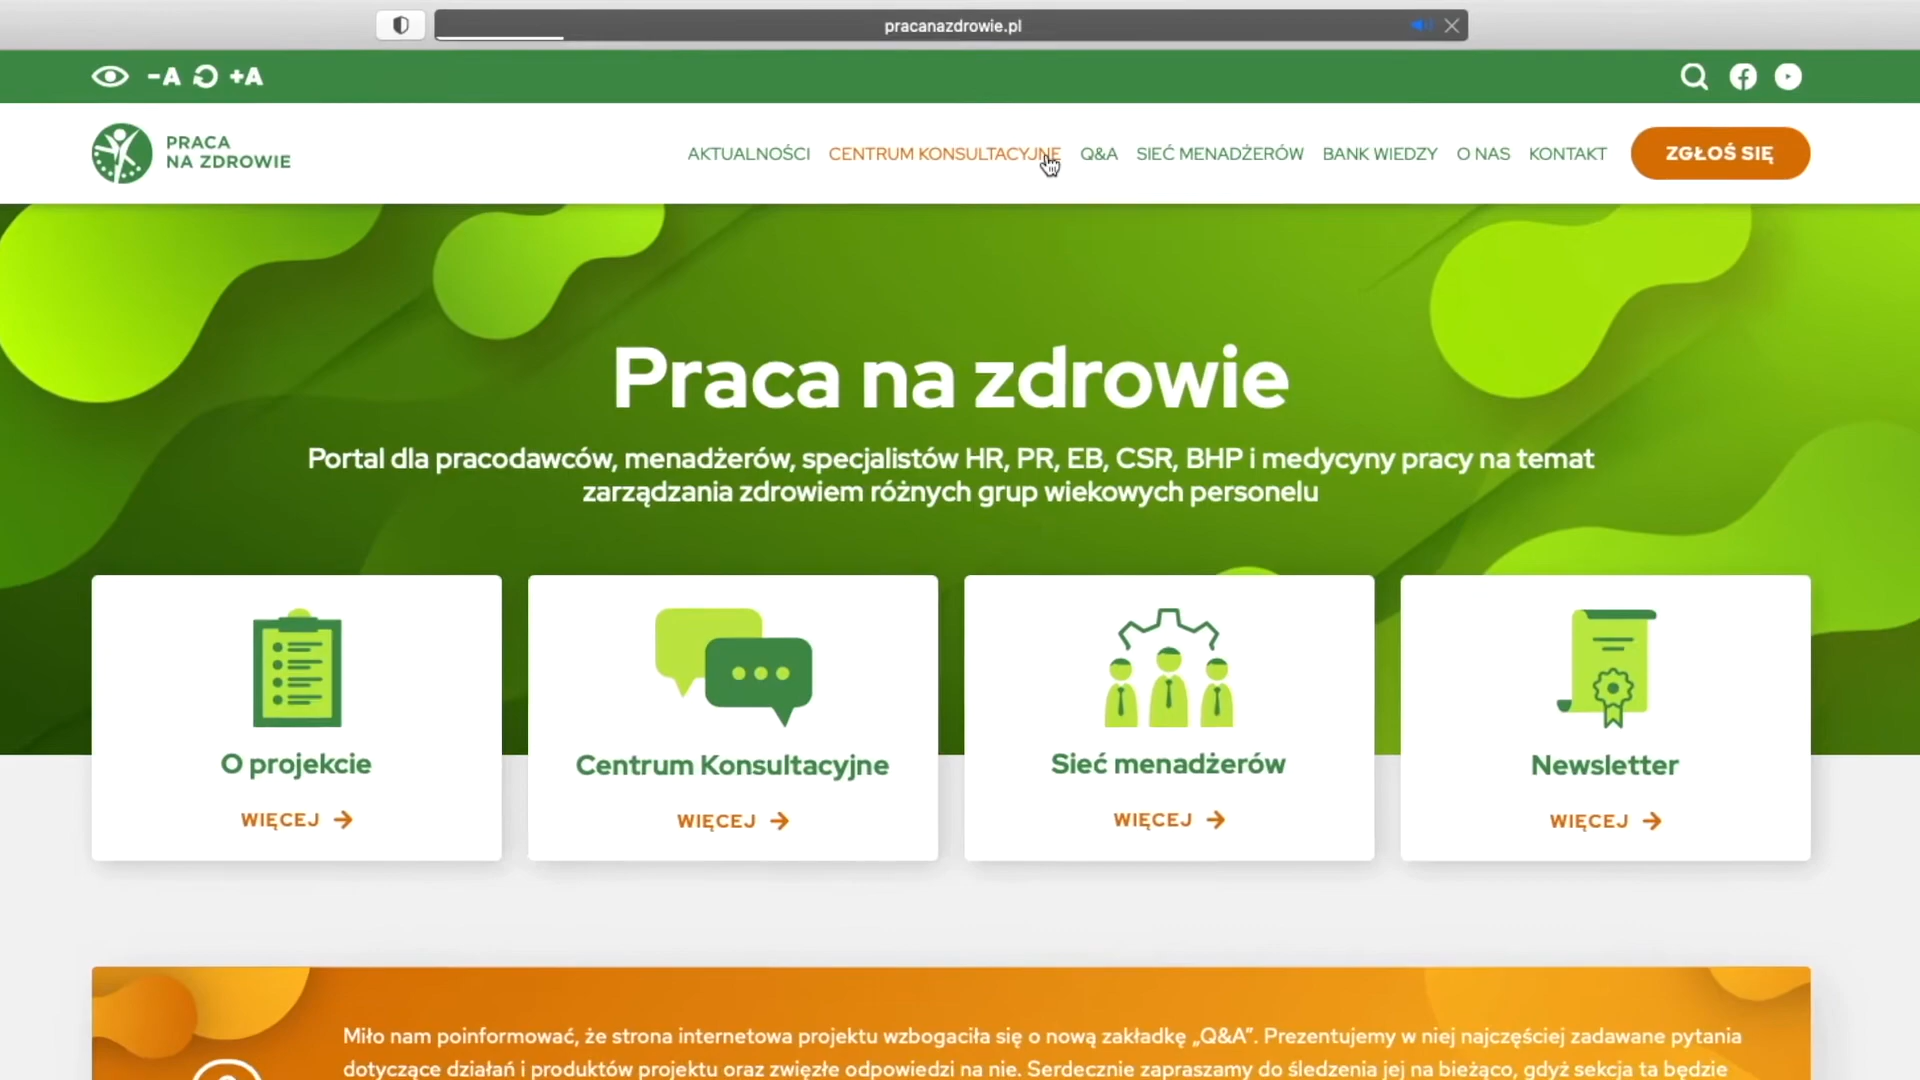 pracanazdrowie.pl
-A +A
PRACA
NA ZDROWIE
AKTUALNOŚCI CENTRUM KONSULTACYJNE Q&A SIEĆ MENADŻERÓW BANK WIEDZY O NAS KONTAKT ZGŁOŚ SIĘ
Praca na zdrowie
Portal dla pracodawców, menadżerów, specjalistów HR, PR, EB, CSR, BHP i medycyny pracy na temat
zarządzania zdrowiem różnych grup wiekowych personelu
O projekcie
WIĘCEJ
Centrum Konsultacyjne
WIĘCEJ
Sieć menadżerów
WIĘCEJ
Newsletter
WIĘCEJ
Miło nam poinformować, że strona internetowa projektu wzbogaciła się o nową zakładkę „Q&A”. Prezentujemy w niej najczęściej zadawane pytania
dotyczące działań i produktów projektu oraz zwięzłe odpowiedzi na nie. Serdecznie zapraszamy do śledzenia jej na bieżąco, gdyż sekcja ta będzie